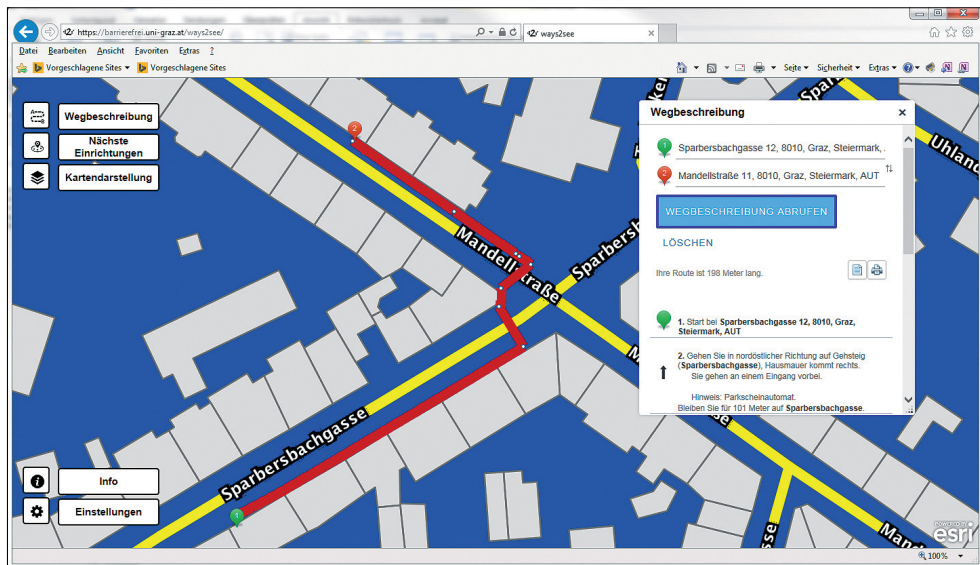 https://barrierefrei.uni-graz.at/ways2see/
ways2see
Datei Bearbeiten Ansicht Favoriten Extras ?
Vorgeschlagene Sites Vorgeschlagene Sites
Seite Sicherheit Extras
Wegbeschreibung
Nächste
Einrichtungen
Kartendarstellung
Info
Einstellungen
Mandellstraße
Sparbersbachgasse
Uhland
Wegbeschreibung
1 Sparbersbachgasse 12, 8010, Graz, Steiermark, .
2 Mandellstraße 11, 8010, Graz, Steiermark, AUT
WEGBESCHREIBUNG ABRUFEN
LÖSCHEN
Ihre Route ist 198 Meter lang.
1. Start bei Sparbersbachgasse 12, 8010, Graz,
Steiermark, AUT
2. Gehen Sie in nordöstlicher Richtung auf Gehsteig
(Sparbersbachgasse), Hausmauer kommt rechts.
Sie gehen an einem Eingang vorbei.
Hinweis: Parkscheinautomat.
Bleiben Sie für 101 Meter auf Sparbersbachgasse.
2
1
POWERED BY
esri
100%